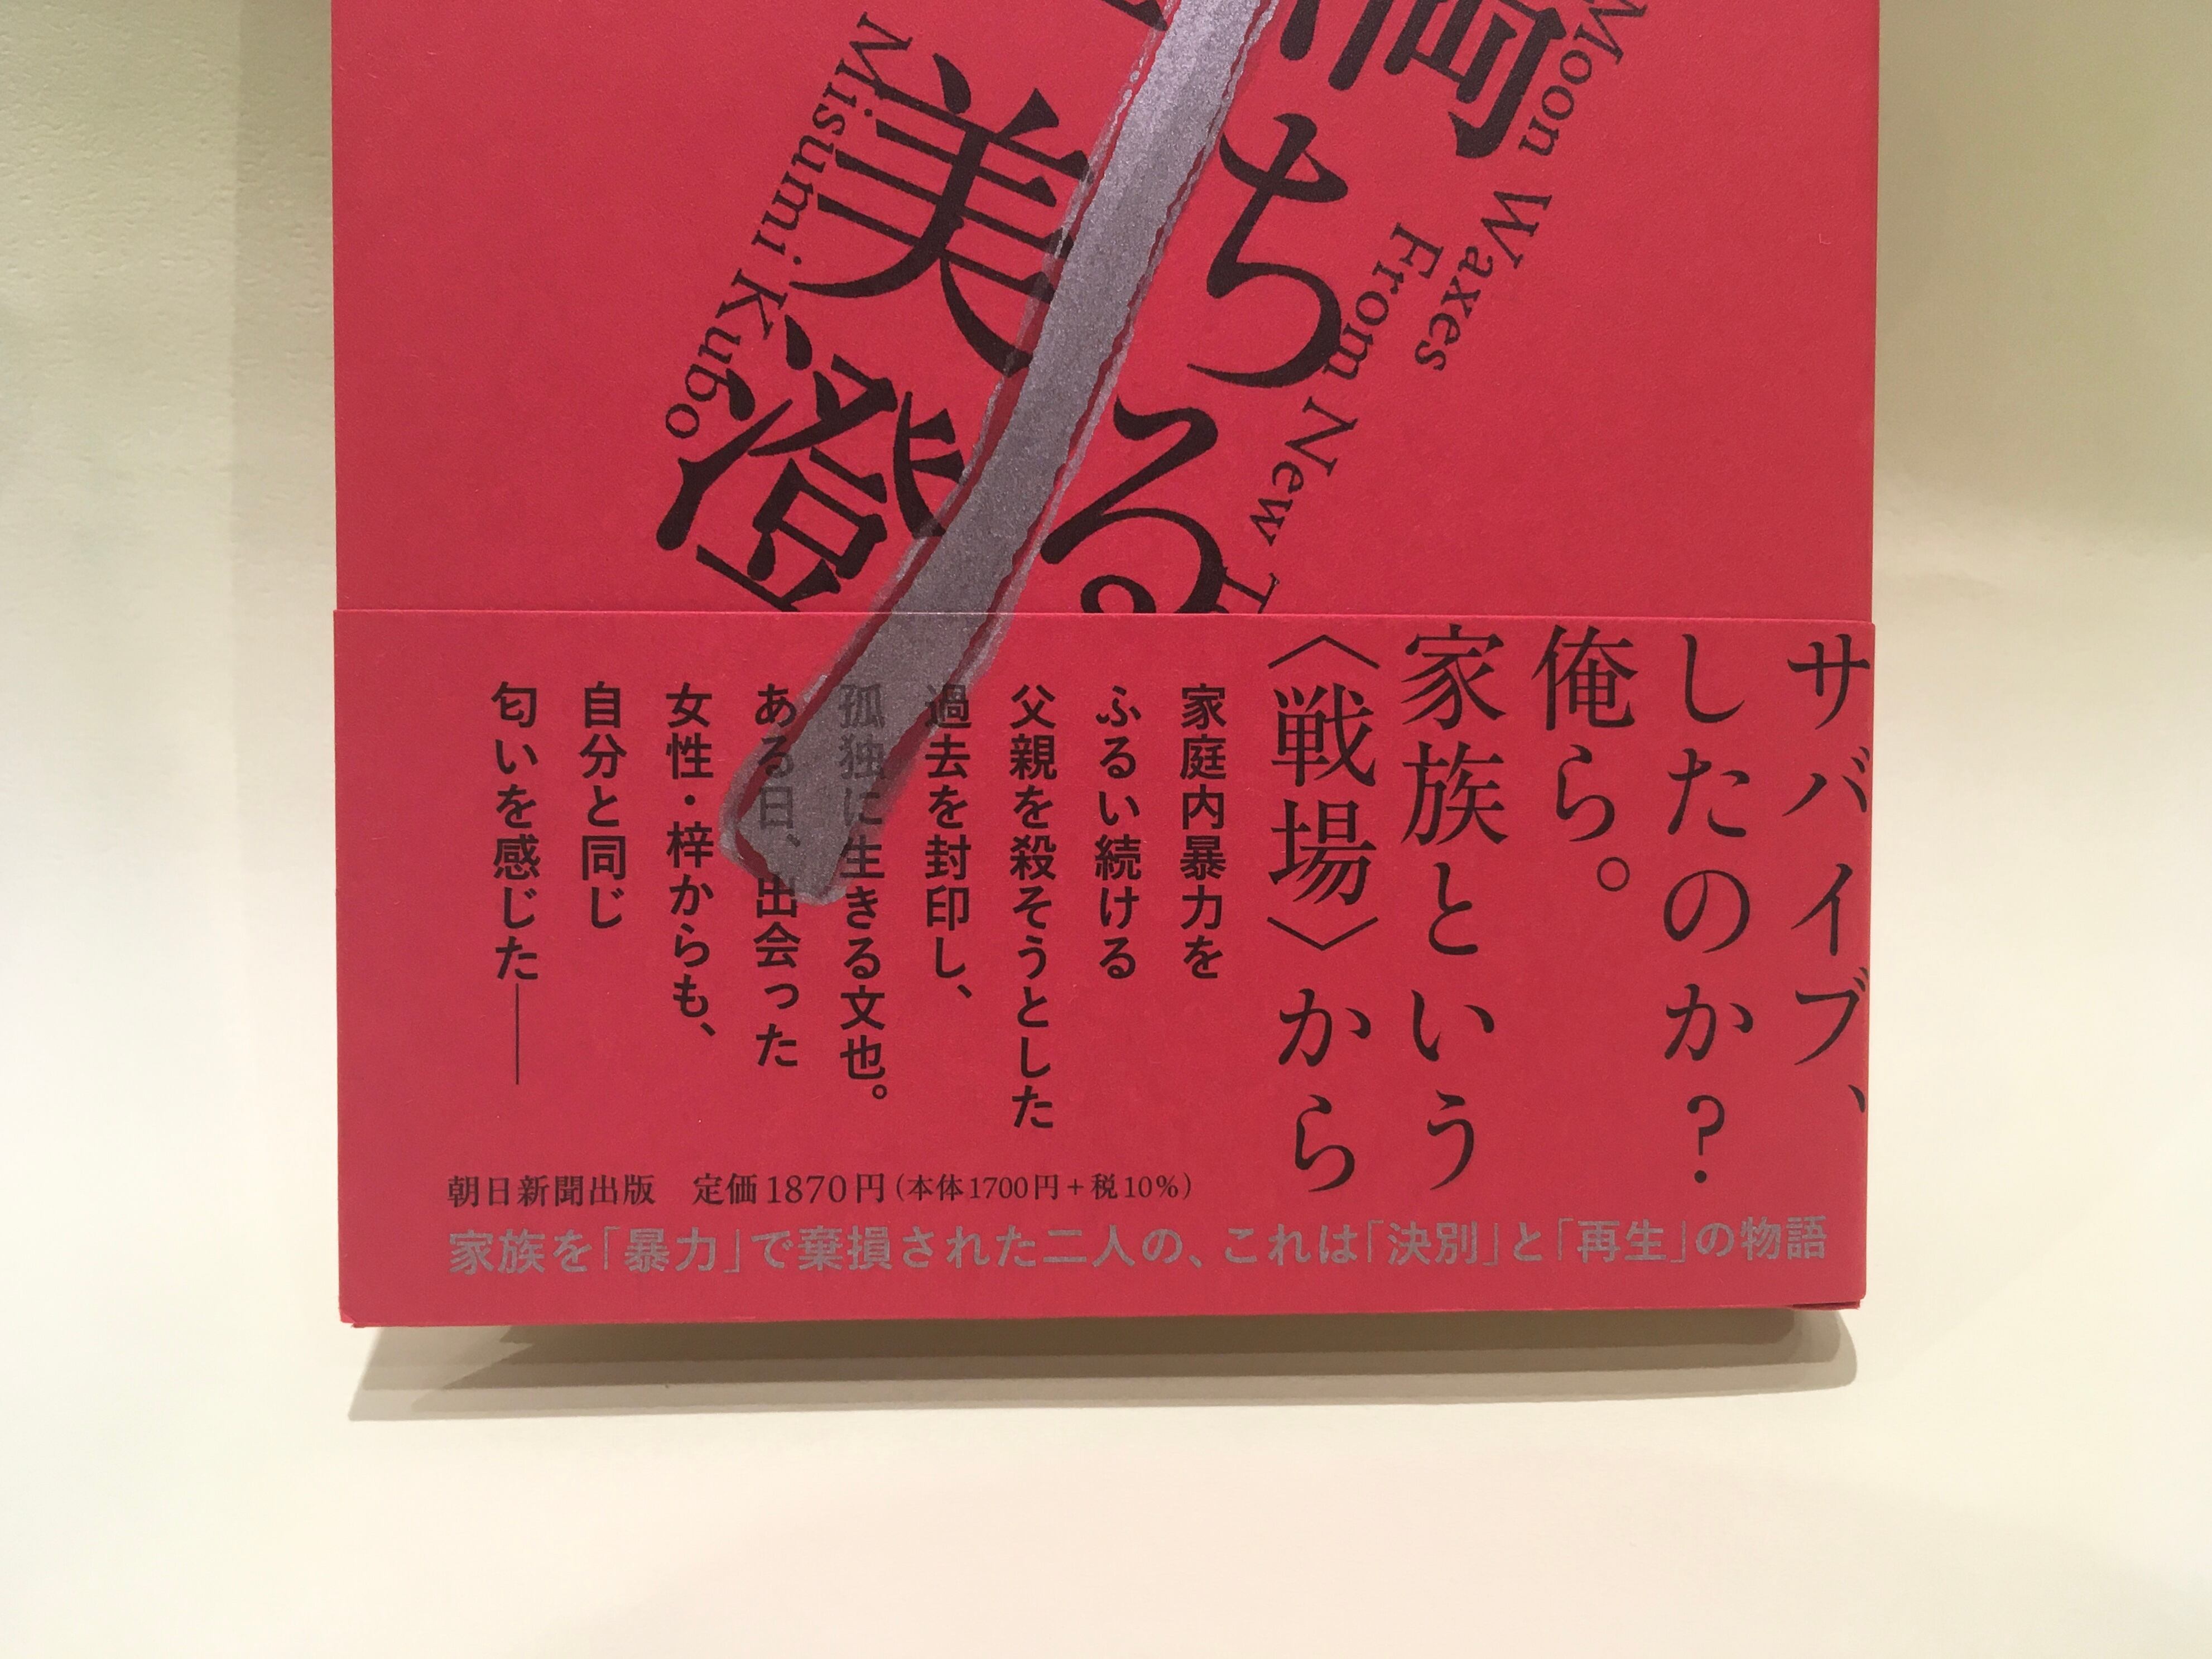 Moon Waxes
From New
満ちる
美澄
Misumi Kubo
サバイブ、
したのか?
俺ら。
家族という
〈戦場〉から
家庭内暴力を
ふるい続ける
父親を殺そうとした
過去を封印し、
孤独に生きる文也。
ある日、出会った
女性・梓からも、
自分と同じ
匂いを感じた──
朝日新聞出版 定価1870円(本体1700円+税10%)
家族を「暴力」で棄損された二人の、これは「決別」と「再生」の物語